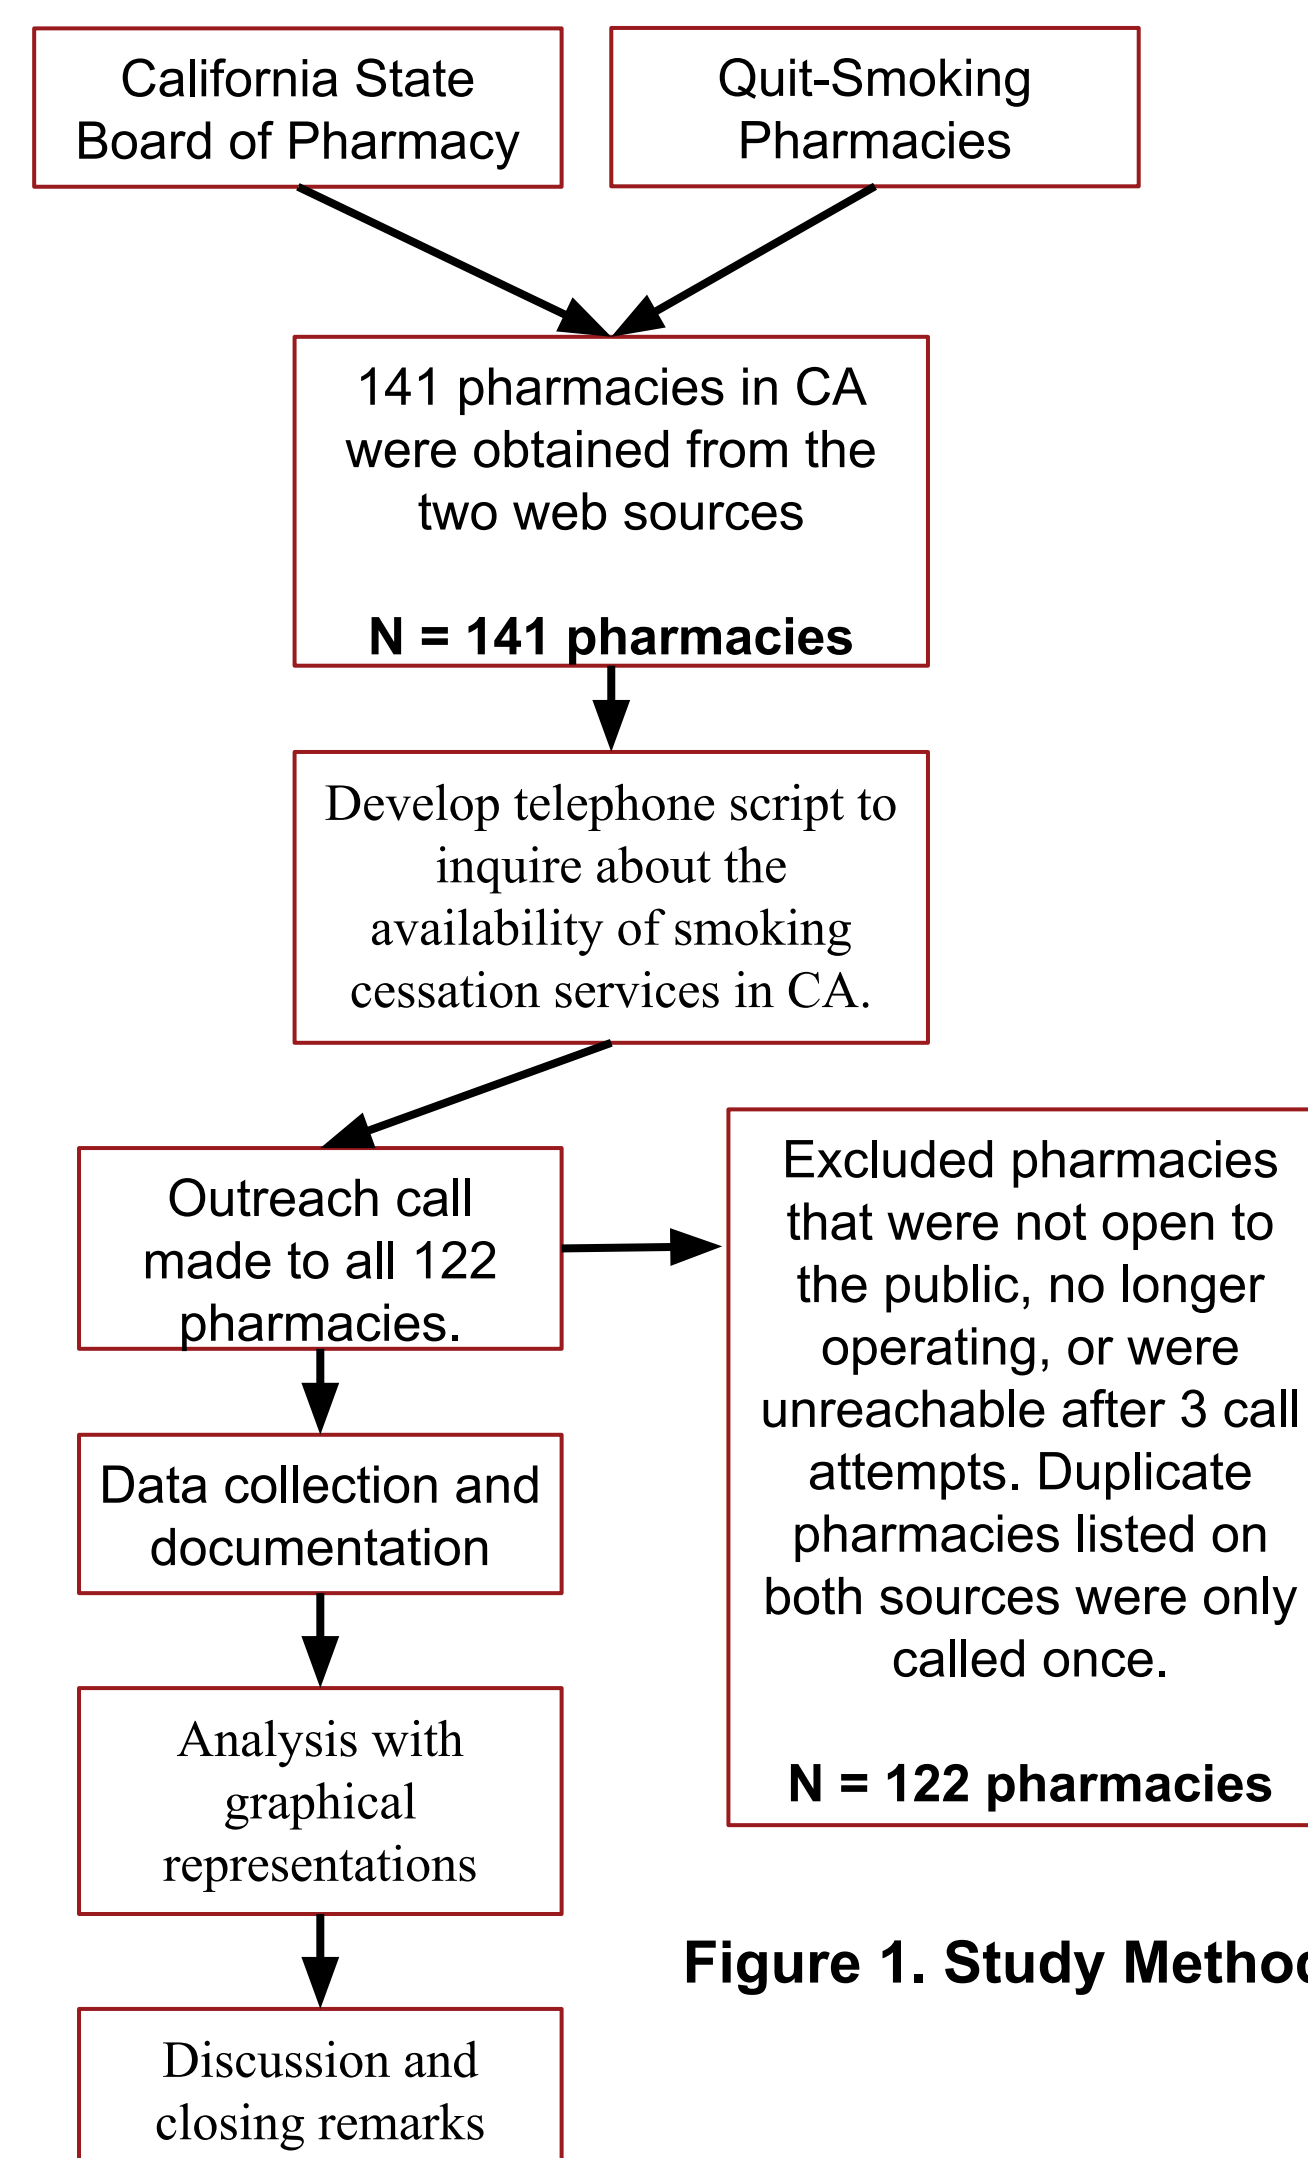 California State
Board of Pharmacy
Quit-Smoking
Pharmacies
141 pharmacies in CA
were obtained from the
two web sources
N = 141 pharmacies
Develop telephone script to
inquire about the
availability of smoking
cessation services in CA.
Outreach call
made to all 122
pharmacies.
Excluded pharmacies
that were not open to
the public, no longer
operating, or were
unreachable after 3 call
attempts. Duplicate
pharmacies listed on
both sources were only
called once.
N = 122 pharmacies
Data collection and
documentation
Analysis with
graphical
representations
Figure 1. Study
Discussion and
closing remarks